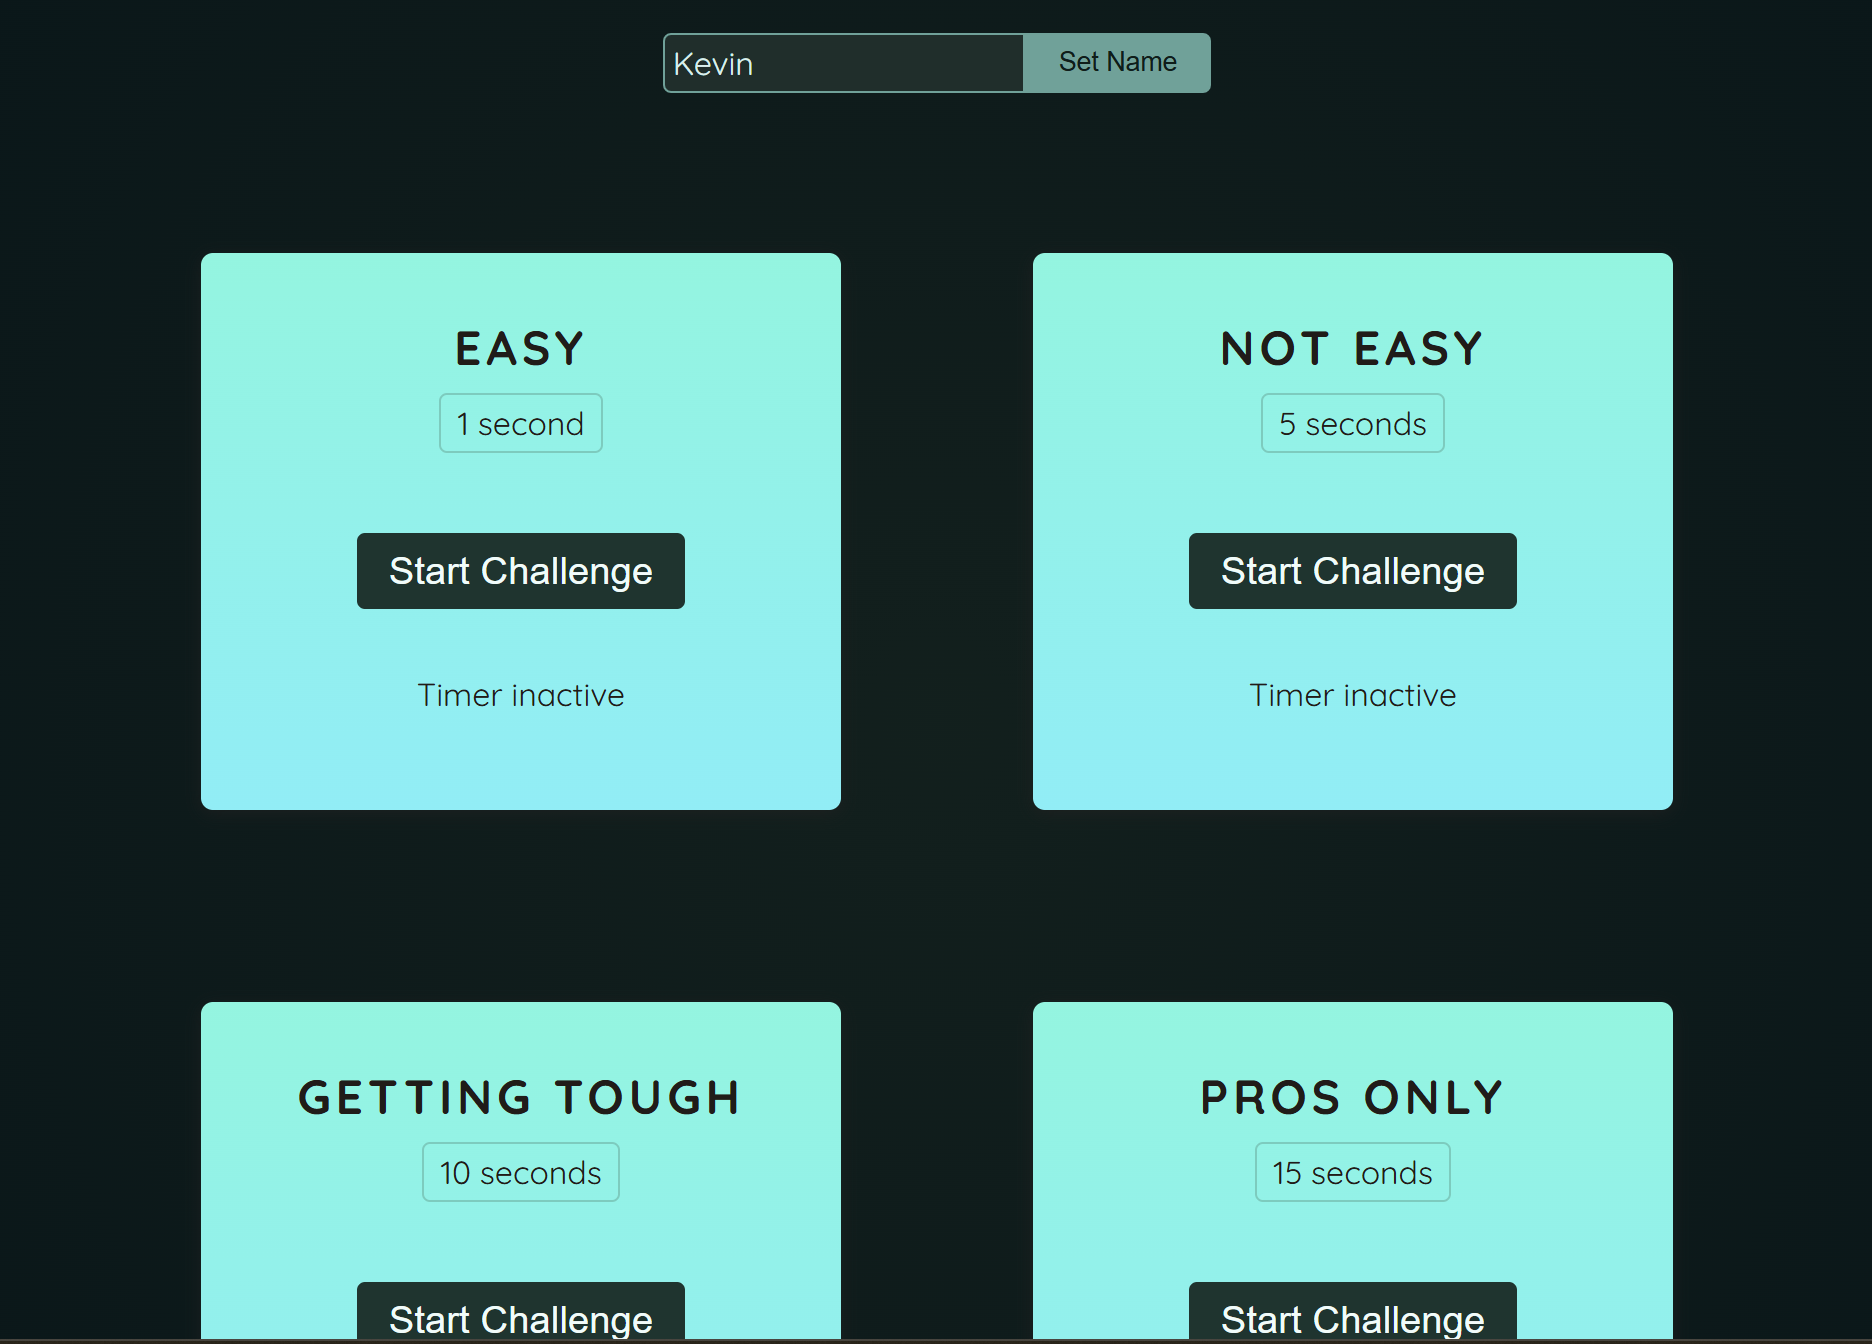 Kevin
Set Name
EASY
1 second
Start Challenge
Timer inactive
NOT EASY
5 seconds
Start Challenge
Timer inactive
GETTING TOUGH
10 seconds
Start Challenge
PROS ONLY
15 seconds
Start Challenge